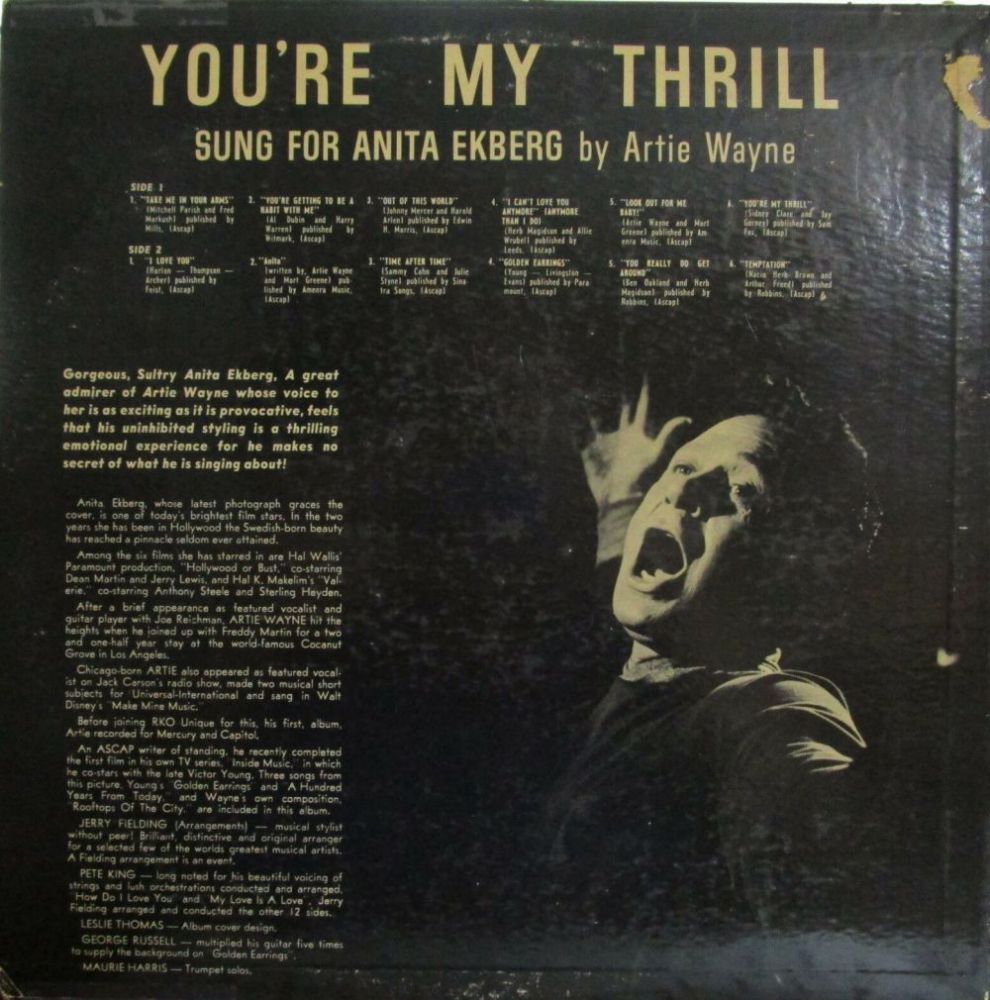 YOU'RE MY THRILL
SUNG FOR ANITA EKBERG by Artie Wayne
SIDE 1
1. "TAKE ME IN YOUR ARMS"
(Mitchell Parish and Fred
Markush) published by
Mills, (Ascap)
2. "YOU'RE GETTING TO BE A
HABIT WITH ME"
(Al Dubin and Harry
Warren) published by
Witmark, (Ascap)
3. "OUT OF THIS WORLD"
(Johnny Mercer and Harold
Arlen) published by Edwin
H. Morris, (Ascap)
4. "I CAN'T LOVE YOU
ANYMORE" (ANYMORE
THAN I DO)
(Herb Magidson and Allie
Wrubel) published by
Leeds, (Ascap)
5. "LOOK OUT FOR ME
BABY!"
(Artie Wayne and Mort
Greene) published by Am
enra Music, (Ascap)
6. "YOU'RE MY THRILL"
(Sidney Clare and Jay
Gorney) published by Sam
Fox, (Ascap)
SIDE 2
1. "I LOVE YOU"
(Harlan — Thompson —
Archer) published by
Feist, (Ascap)
2. "Anita"
(written by, Artie Wayne
and Mort Greene) pub
lished by Amenra Music,
(Ascap)
3. "TIME AFTER TIME"
(Sammy Cahn and Julie
Styne) published by Sina
tra Songs, (Ascap)
4. "GOLDEN EARRINGS"
(Young — Livingston —
Evans) published by Para
mount, (Ascap)
5. "YOU REALLY DO GET
AROUND"
(Ben Oakland and Herb
Magidson) published by
Robbins, (Ascap)
6. "TEMPTATION"
(Nacio Herb Brown and
Arthur Freed) published
by Robbins, (Ascap)
Gorgeous, Sultry Anita Ekberg, A great
admirer of Artie Wayne whose voice to
her is as exciting as it is provocative, feels
that his uninhibited styling is a thrilling
emotional experience for he makes no
secret of what he is singing about!
Anita Ekberg, whose latest photograph graces the
cover, is one of today's brightest film stars. In the two
years she has been in Hollywood the Swedish-born beauty
has reached a pinnacle seldom ever attained.
Among the six films she has starred in are Hal Wallis'
Paramount production, "Hollywood or Bust," co-starring
Dean Martin and Jerry Lewis, and Hal K. Makelim's "Val-
erie," co-starring Anthony Steele and Sterling Hayden.
After a brief appearance as featured vocalist and
guitar player with Joe Reichman, ARTIE WAYNE hit the
heights when he joined up with Freddy Martin for a two
and one-half year stay at the world-famous Cocanut
Grove in Los Angeles.
Chicago-born ARTIE also appeared as featured vocal-
ist on Jack Carson's radio show, made two musical short
subjects for Universal-International and sang in Walt
Disney's "Make Mine Music."
Before joining RKO Unique for this, his first, album,
Artie recorded for Mercury and Capitol.
An ASCAP writer of standing, he recently completed
the first film in his own TV series, "Inside Music," in which
he co-stars with the late Victor Young. Three songs from
this picture, Young's "Golden Earrings" and "A Hundred
Years From Today," and Wayne's own composition,
"Rooftops Of The City," are included in this album.
JERRY FIELDING (Arrangements) — musical stylist
without peer! Brilliant, distinctive and original arranger
for a selected few of the worlds greatest musical artists.
A Fielding arrangement is an event.
PETE KING — long noted for his beautiful voicing of
strings and lush orchestrations conducted and arranged,
"How Do I Love You" and "My Love Is A Love". Jerry
Fielding arranged and conducted the other 12 sides.
LESLIE THOMAS — Album cover design.
GEORGE RUSSELL — multiplied his guitar five times
to supply the background on "Golden Earrings".
MAURIE HARRIS — Trumpet solos.